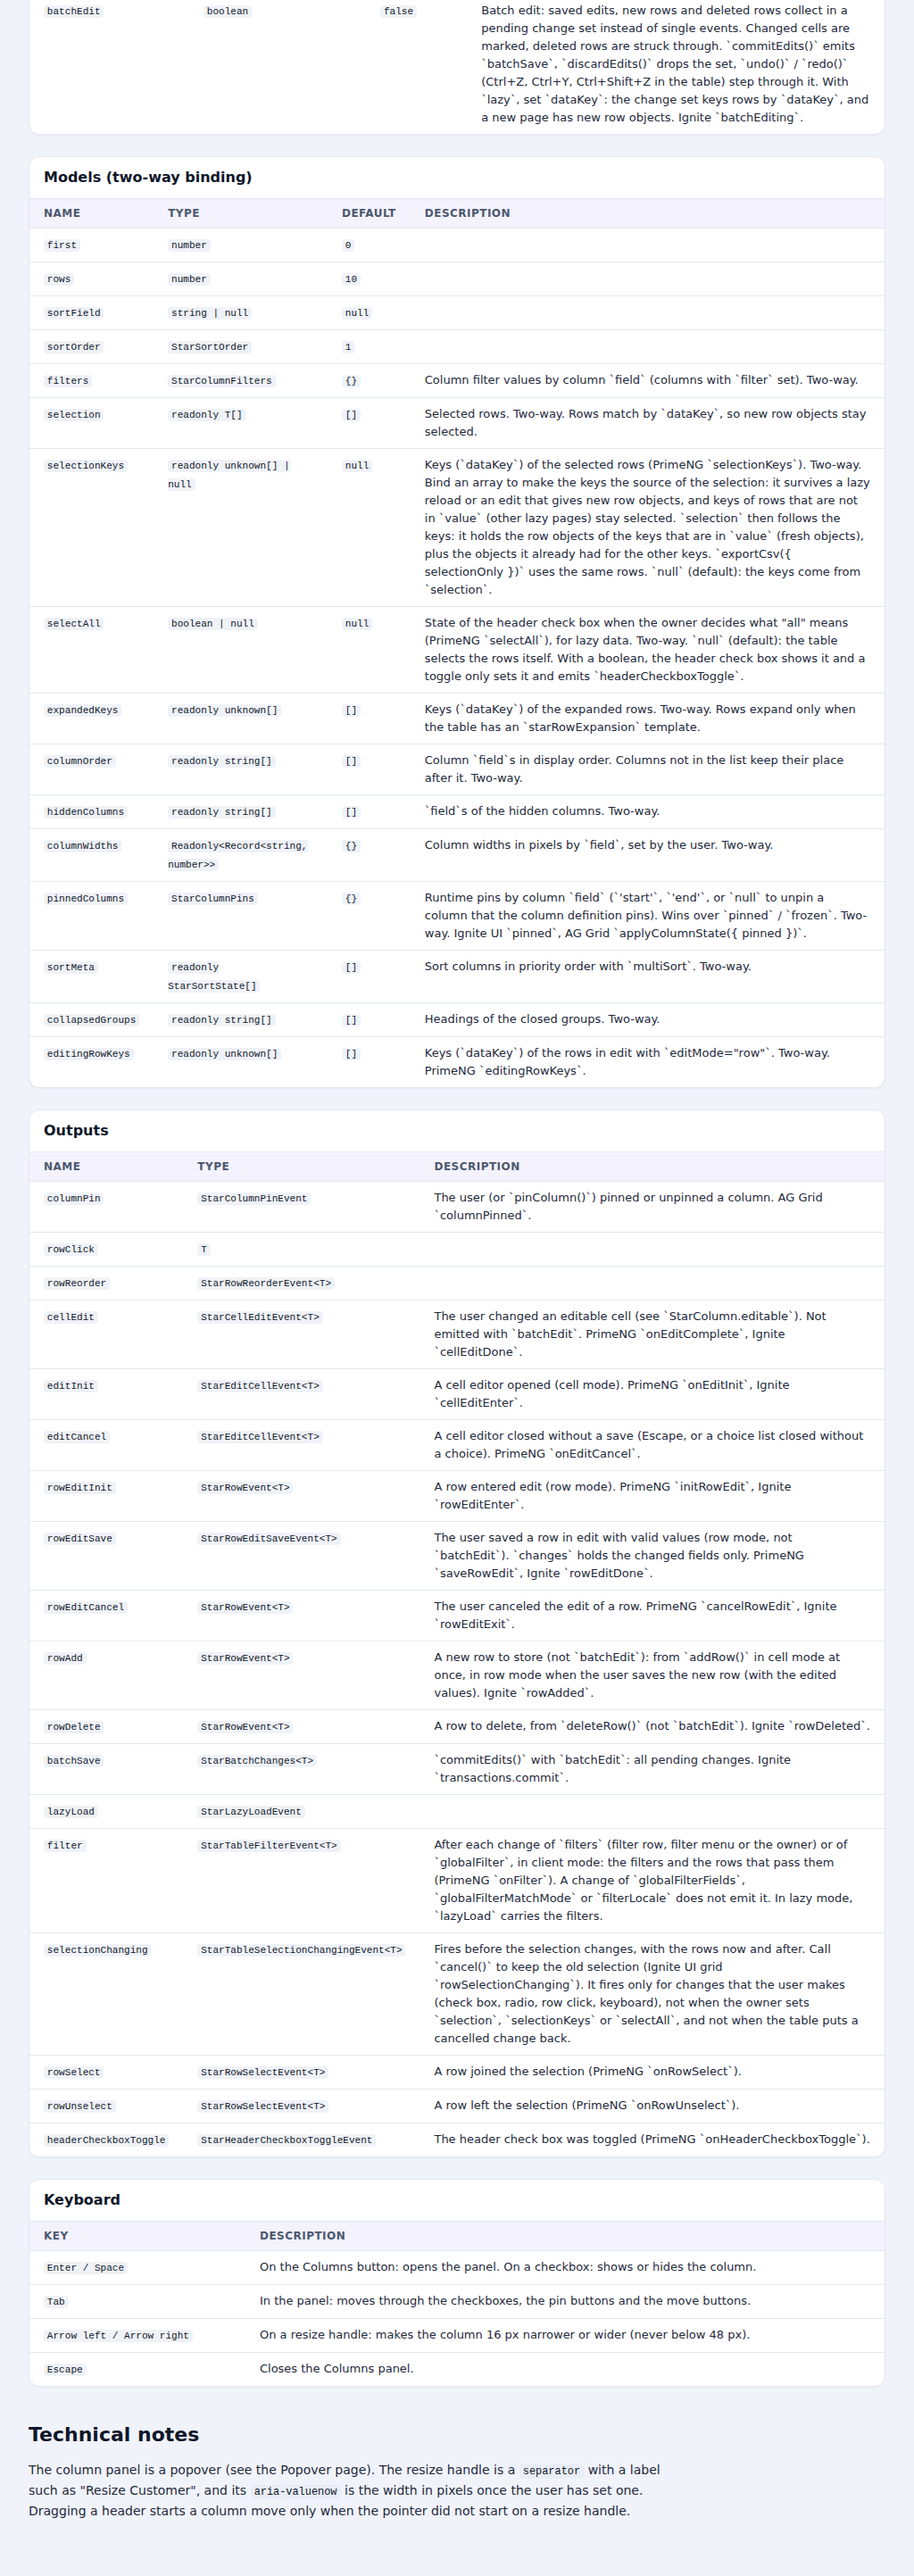 batchEdit boolean false Batch edit: saved edits, new rows and deleted rows collect in a
pending change set instead of single events. Changed cells are
marked, deleted rows are struck through. `commitEdits()` emits
`batchSave`, `discardEdits()` drops the set, `undo()` / `redo()`
(Ctrl+Z, Ctrl+Y, Ctrl+Shift+Z in the table) step through it. With
`lazy`, set `dataKey`: the change set keys rows by `dataKey`, and
a new page has new row objects. Ignite `batchEditing`.
Models (two-way binding)
NAME TYPE DEFAULT DESCRIPTION
first number 0
rows number 10
sortField string | null null
sortOrder StarSortOrder 1
filters StarColumnFilters {} Column filter values by column `field` (columns with `filter` set). Two-way.
selection readonly T[] [] Selected rows. Two-way. Rows match by `dataKey`, so new row objects stay
selected.
selectionKeys readonly unknown[] | null null Keys (`dataKey`) of the selected rows (PrimeNG `selectionKeys`). Two-way.
Bind an array to make the keys the source of the selection: it survives a lazy
reload or an edit that gives new row objects, and keys of rows that are not
in `value` (other lazy pages) stay selected. `selection` then follows the
keys: it holds the row objects of the keys that are in `value` (fresh objects),
plus the objects it already had for the other keys. `exportCsv({
selectionOnly })` uses the same rows. `null` (default): the keys come from
`selection`.
selectAll boolean | null null State of the header check box when the owner decides what "all" means
(PrimeNG `selectAll`), for lazy data. Two-way. `null` (default): the table
selects the rows itself. With a boolean, the header check box shows it and a
toggle only sets it and emits `headerCheckboxToggle`.
expandedKeys readonly unknown[] [] Keys (`dataKey`) of the expanded rows. Two-way. Rows expand only when
the table has an `starRowExpansion` template.
columnOrder readonly string[] [] Column `field`s in display order. Columns not in the list keep their place
after it. Two-way.
hiddenColumns readonly string[] [] `field`s of the hidden columns. Two-way.
columnWidths Readonly<Record<string, number>> {} Column widths in pixels by `field`, set by the user. Two-way.
pinnedColumns StarColumnPins {} Runtime pins by column `field` (`'start'`, `'end'`, or `null` to unpin a
column that the column definition pins). Wins over `pinned` / `frozen`. Two-
way. Ignite UI `pinned`, AG Grid `applyColumnState({ pinned })`.
sortMeta readonly StarSortState[] [] Sort columns in priority order with `multiSort`. Two-way.
collapsedGroups readonly string[] [] Headings of the closed groups. Two-way.
editingRowKeys readonly unknown[] [] Keys (`dataKey`) of the rows in edit with `editMode="row"`. Two-way.
PrimeNG `editingRowKeys`.
Outputs
NAME TYPE DESCRIPTION
columnPin StarColumnPinEvent The user (or `pinColumn()`) pinned or unpinned a column. AG Grid
`columnPinned`.
rowClick T
rowReorder StarRowReorderEvent<T>
cellEdit StarCellEditEvent<T> The user changed an editable cell (see `StarColumn.editable`). Not
emitted with `batchEdit`. PrimeNG `onEditComplete`, Ignite
`cellEditDone`.
editInit StarEditCellEvent<T> A cell editor opened (cell mode). PrimeNG `onEditInit`, Ignite
`cellEditEnter`.
editCancel StarEditCellEvent<T> A cell editor closed without a save (Escape, or a choice list closed without
a choice). PrimeNG `onEditCancel`.
rowEditInit StarRowEvent<T> A row entered edit (row mode). PrimeNG `initRowEdit`, Ignite
`rowEditEnter`.
rowEditSave StarRowEditSaveEvent<T> The user saved a row in edit with valid values (row mode, not
`batchEdit`). `changes` holds the changed fields only. PrimeNG
`saveRowEdit`, Ignite `rowEditDone`.
rowEditCancel StarRowEvent<T> The user canceled the edit of a row. PrimeNG `cancelRowEdit`, Ignite
`rowEditExit`.
rowAdd StarRowEvent<T> A new row to store (not `batchEdit`): from `addRow()` in cell mode at
once, in row mode when the user saves the new row (with the edited
values). Ignite `rowAdded`.
rowDelete StarRowEvent<T> A row to delete, from `deleteRow()` (not `batchEdit`). Ignite `rowDeleted`.
batchSave StarBatchChanges<T> `commitEdits()` with `batchEdit`: all pending changes. Ignite
`transactions.commit`.
lazyLoad StarLazyLoadEvent
filter StarTableFilterEvent<T> After each change of `filters` (filter row, filter menu or the owner) or of
`globalFilter`, in client mode: the filters and the rows that pass them
(PrimeNG `onFilter`). A change of `globalFilterFields`,
`globalFilterMatchMode` or `filterLocale` does not emit it. In lazy mode,
`lazyLoad` carries the filters.
selectionChanging StarTableSelectionChangingEvent<T> Fires before the selection changes, with the rows now and after. Call
`cancel()` to keep the old selection (Ignite UI grid
`rowSelectionChanging`). It fires only for changes that the user makes
(check box, radio, row click, keyboard), not when the owner sets
`selection`, `selectionKeys` or `selectAll`, and not when the table puts a
cancelled change back.
rowSelect StarRowSelectEvent<T> A row joined the selection (PrimeNG `onRowSelect`).
rowUnselect StarRowSelectEvent<T> A row left the selection (PrimeNG `onRowUnselect`).
headerCheckboxToggle StarHeaderCheckboxToggleEvent The header check box was toggled (PrimeNG `onHeaderCheckboxToggle`).
Keyboard
KEY DESCRIPTION
Enter / Space On the Columns button: opens the panel. On a checkbox: shows or hides the column.
Tab In the panel: moves through the checkboxes, the pin buttons and the move buttons.
Arrow left / Arrow right On a resize handle: makes the column 16 px narrower or wider (never below 48 px).
Escape Closes the Columns panel.
Technical notes
The column panel is a popover (see the Popover page). The resize handle is a separator with a label
such as "Resize Customer", and its aria-valuenow is the width in pixels once the user has set one.
Dragging a header starts a column move only when the pointer did not start on a resize handle.